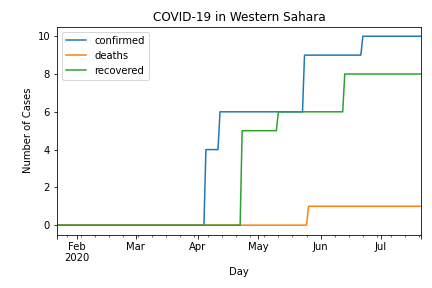 COVID-19 in Western Sahara
confirmed
deaths
recovered
Number of Cases
10
8
6
4
2
0
Feb Mar Apr May Jun Jul
2020
Day